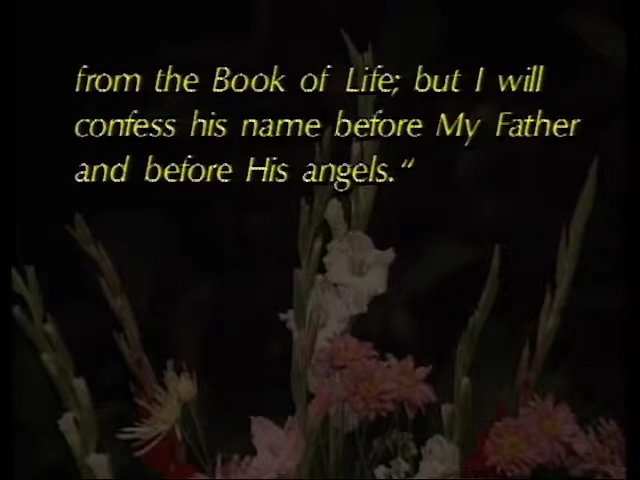 from the Book of Life; but I will
confess his name before My Father
and before His angels.“